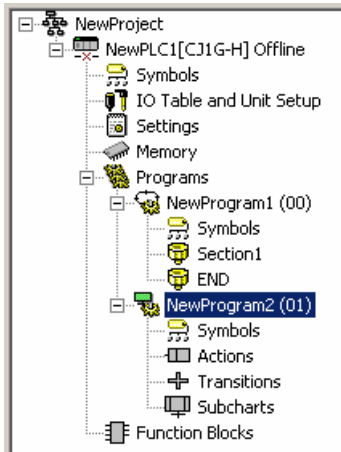 NewProject
NewPLC1[CJ1G-H] Offline
Symbols
IO Table and Unit Setup
Settings
Memory
Programs
NewProgram1 (00)
Symbols
Section1
END
NewProgram2 (01)
Symbols
Actions
Transitions
Subcharts
Function Blocks